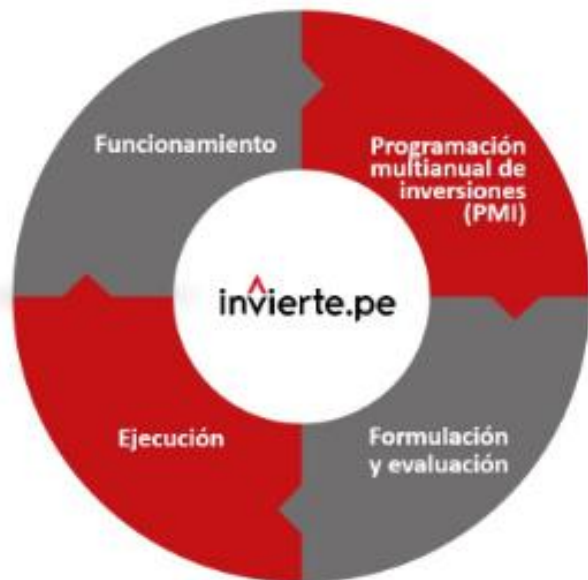 Funcionamiento
Programación
multianual de
inversiones
(PMI)
invierte.pe
Ejecución
Formulación
y evaluación